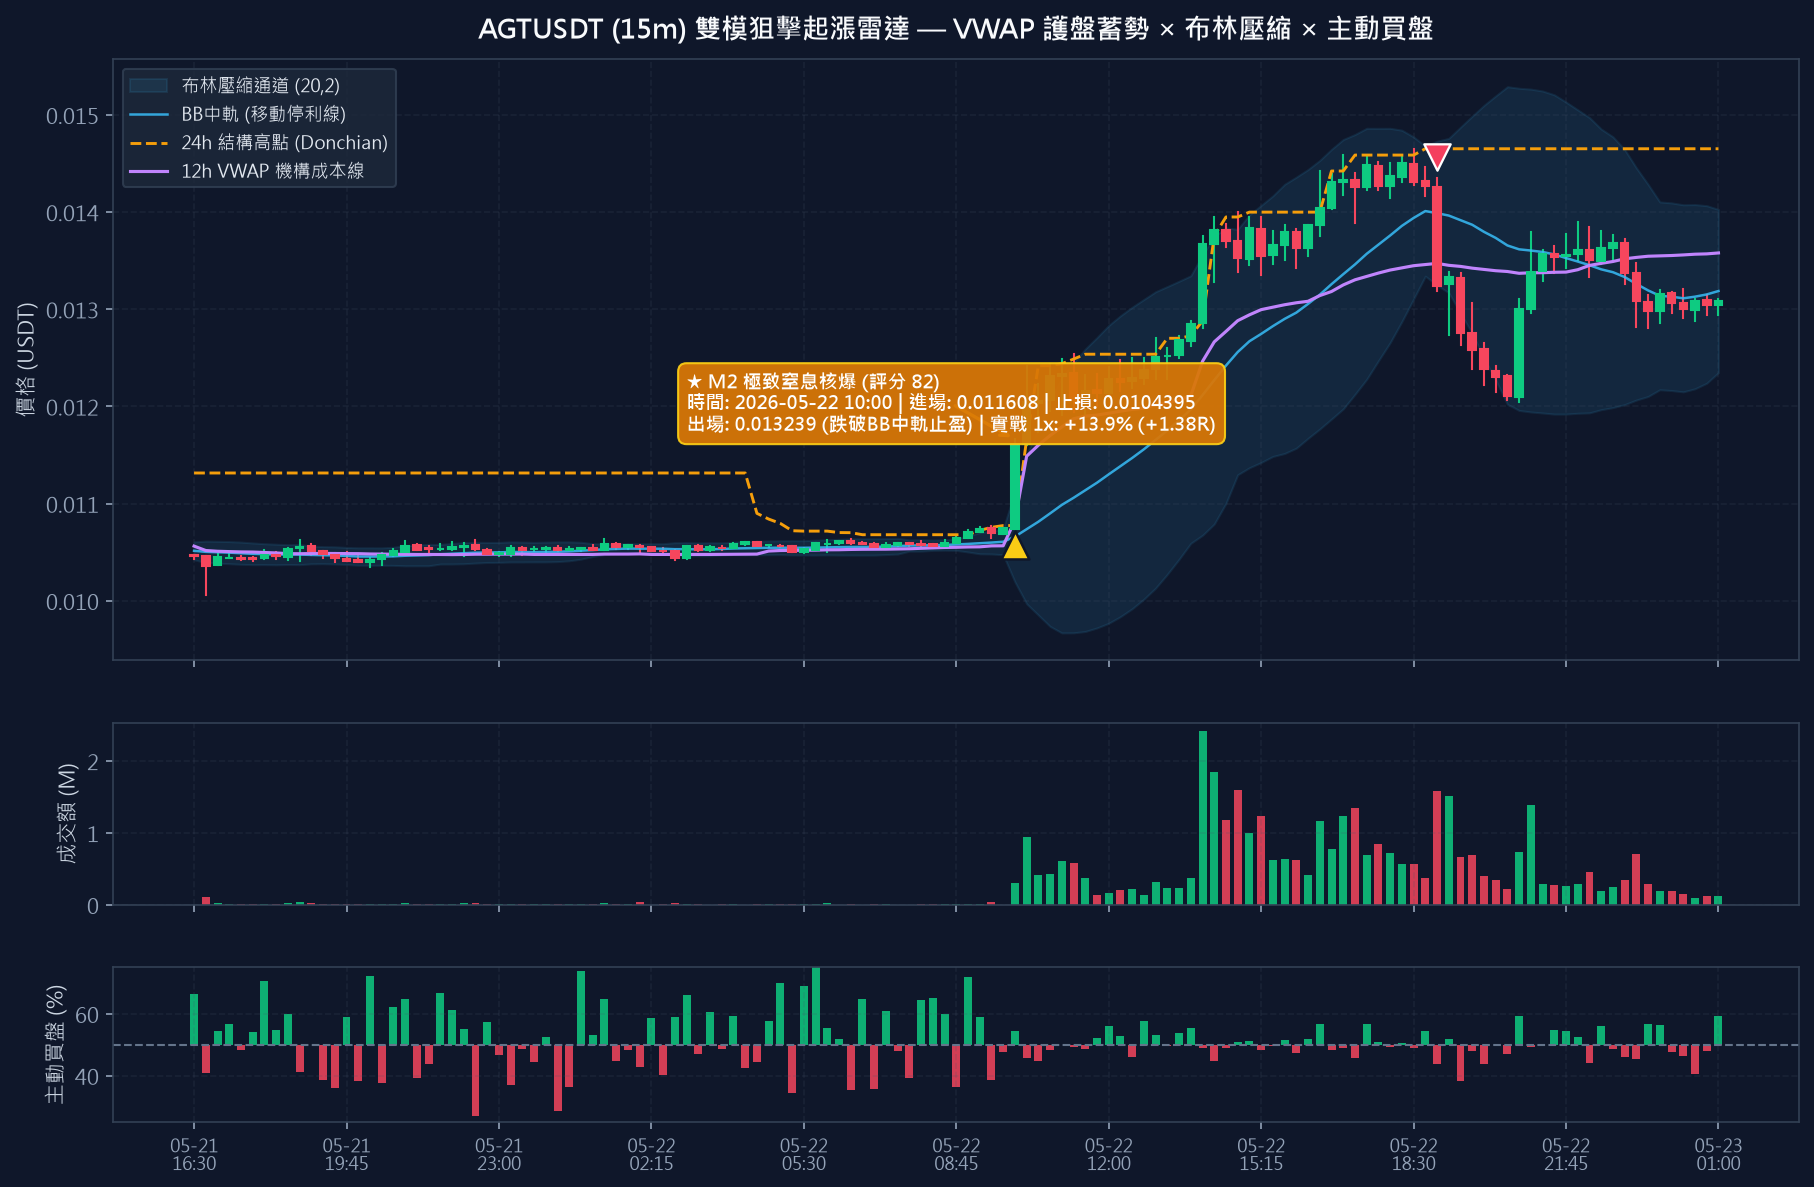 AGTUSDT (15m) 雙模狙擊起漲雷達 — VWAP 護盤蓄勢 × 布林壓縮 × 主動買盤
布林壓縮通道 (20,2)
BB中軌 (移動停利線)
24h 結構高點 (Donchian)
12h VWAP 機構成本線
價格 (USDT)
0.015
0.014
0.013
0.012
0.011
0.010
★ M2 極致窒息核爆 (評分 82)
時間: 2026-05-22 10:00 | 進場: 0.011608 | 止損: 0.0104395
出場: 0.013239 (跌破BB中軌止盈) | 實戰 1x: +13.9% (+1.38R)
成交額 (M)
2
1
0
主動買盤 (%)
60
40
05-21 05-21 05-21 05-22 05-22 05-22 05-22 05-22 05-22 05-22 05-23
16:30 19:45 23:00 02:15 05:30 08:45 12:00 15:15 18:30 21:45 01:00